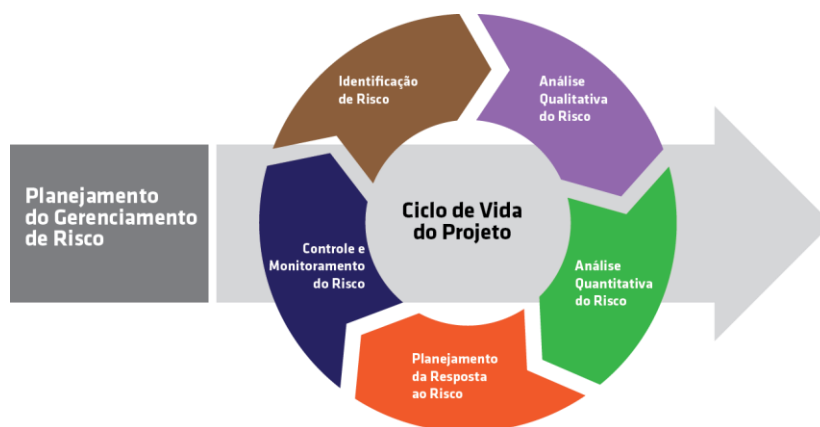 Planejamento
do Gerenciamento
de Risco
Identificação
de Risco
Análise
Qualitativa
do Risco
Análise
Quantitativa
do Risco
Planejamento
da Resposta
ao Risco
Controle e
Monitoramento
do Risco
Ciclo de Vida
do Projeto